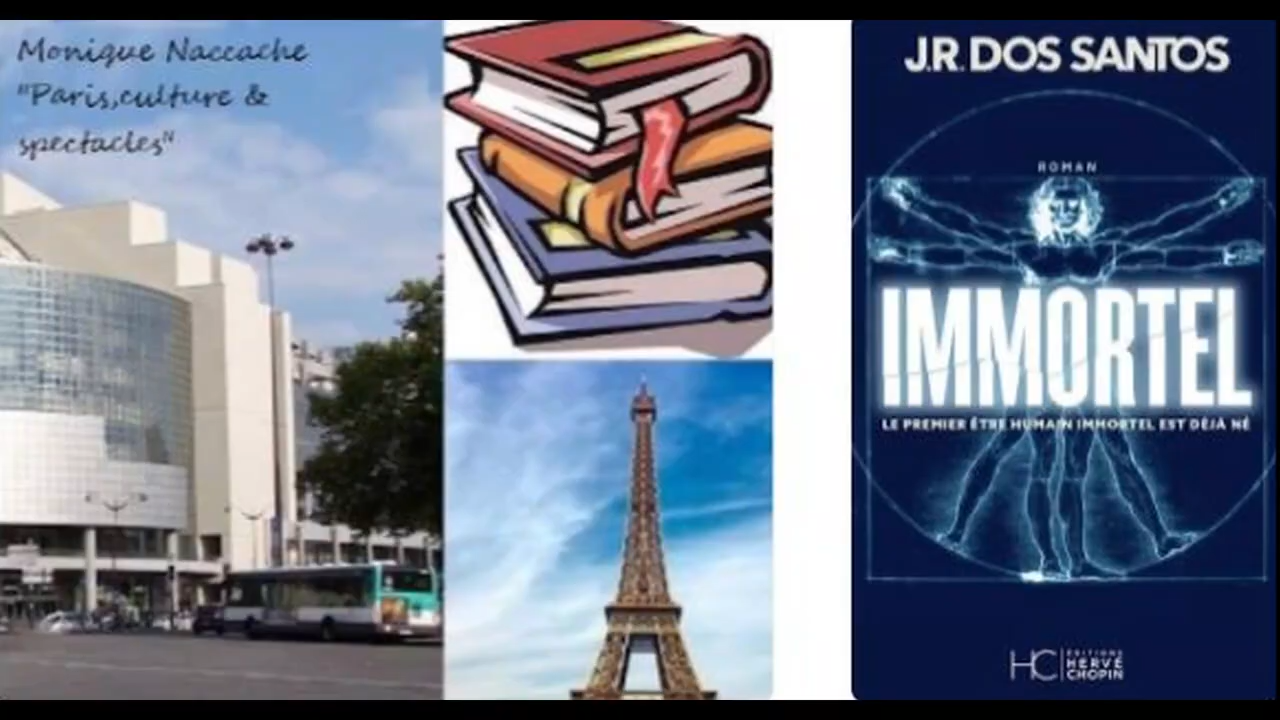 Monique Naccache
"Paris,culture &
spectacles"
J.R. DOS SANTOS
ROMAN
IMMORTEL
LE PREMIER ÊTRE HUMAIN IMMORTEL EST DÉJÀ NÉ
HC ÉDITIONS
HERVÉ
CHOPIN